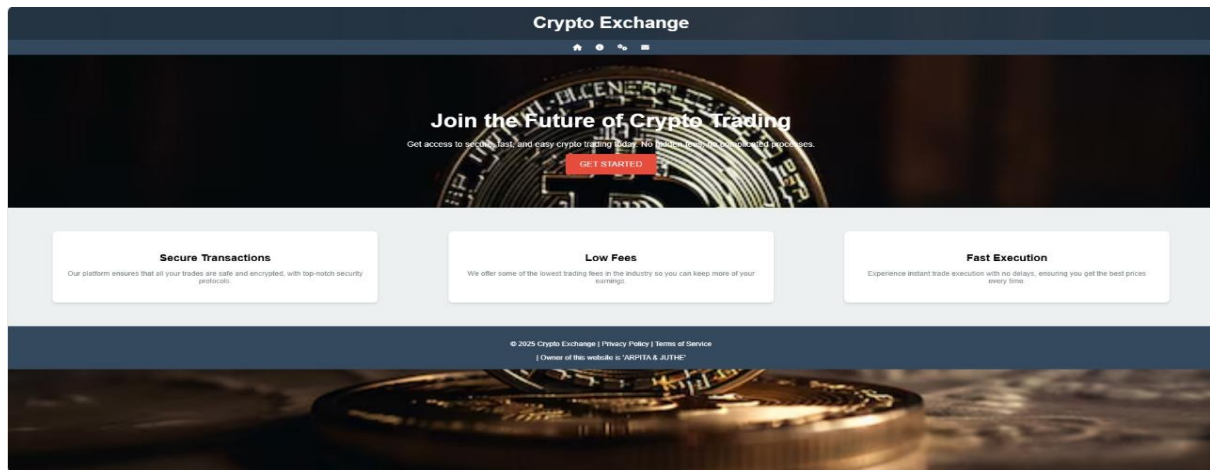 Crypto Exchange
Join the Future of Crypto Trading
Get access to secure, fast, and easy crypto trading today. No hidden fees, no complicated processes.
GET STARTED
Secure Transactions
Our platform ensures that all your trades are safe and encrypted, with top-notch security
protocols.
Low Fees
We offer some of the lowest trading fees in the industry so you can keep more of your
earnings.
Fast Execution
Experience instant trade execution with no delays, ensuring you get the best prices
every time.
© 2025 Crypto Exchange | Privacy Policy | Terms of Service
| Owner of this website is 'ARPITA & JUTHE'